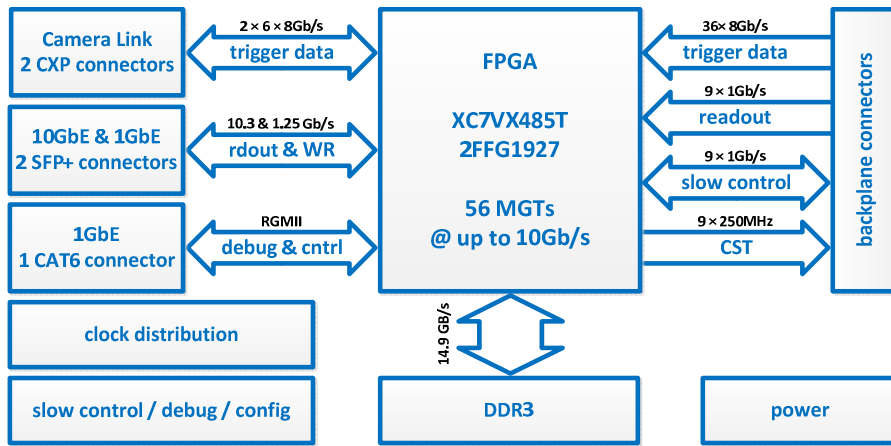 Camera Link
2 CXP connectors
2 × 6 × 8Gb/s
trigger data
10GbE & 1GbE
2 SFP+ connectors
10.3 & 1.25 Gb/s
rdout & WR
1GbE
1 CAT6 connector
RGMII
debug & cntrl
FPGA
XC7VX485T
2FFG1927
56 MGTs
@ up to 10Gb/s
36× 8Gb/s
trigger data
9 × 1Gb/s
readout
9 × 1Gb/s
slow control
9 × 250MHz
CST
backplane connectors
clock distribution
14.9 GB/s
slow control / debug / config
DDR3
power